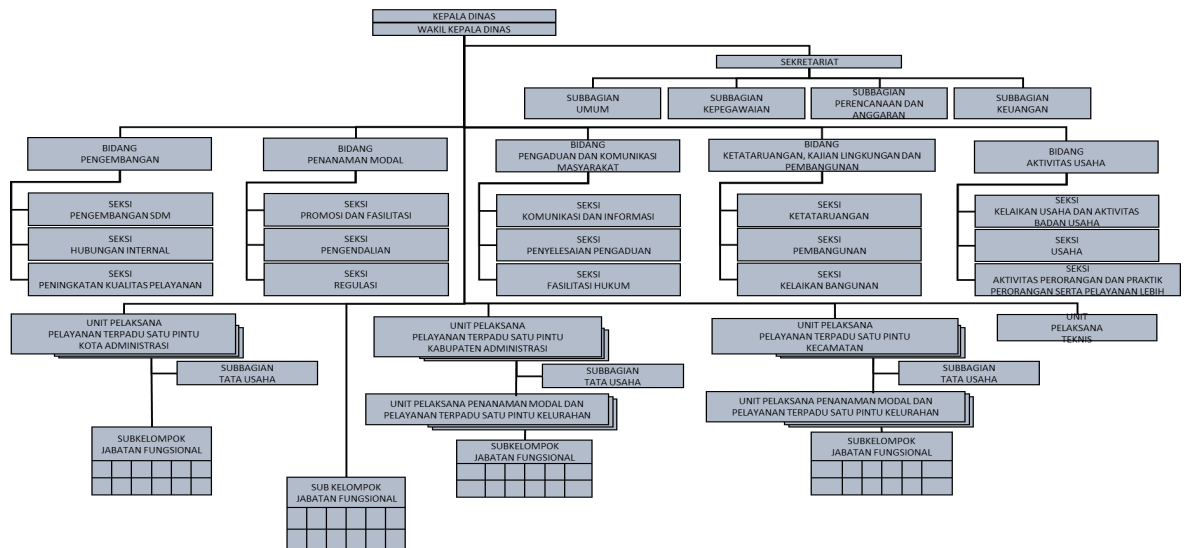 KEPALA DINAS
WAKIL KEPALA DINAS
SEKRETARIAT
SUBBAGIAN
UMUM
SUBBAGIAN
KEPEGAWAIAN
SUBBAGIAN
PERENCANAAN DAN
ANGGARAN
SUBBAGIAN
KEUANGAN
BIDANG
PENGEMBANGAN
BIDANG
PENANAMAN MODAL
BIDANG
PENGADUAN DAN KOMUNIKASI
MASYARAKAT
BIDANG
KETATARUANGAN, KAJIAN LINGKUNGAN DAN
PEMBANGUNAN
BIDANG
AKTIVITAS USAHA
SEKSI
PENGEMBANGAN SDM
SEKSI
HUBUNGAN INTERNAL
SEKSI
PENINGKATAN KUALITAS PELAYANAN
SEKSI
PROMOSI DAN FASILITASI
SEKSI
PENGENDALIAN
SEKSI
REGULASI
SEKSI
KOMUNIKASI DAN INFORMASI
SEKSI
PENYELESAIAN PENGADUAN
SEKSI
FASILITASI HUKUM
SEKSI
KETATARUANGAN
SEKSI
PEMBANGUNAN
SEKSI
KELAIKAN BANGUNAN
SEKSI
KELAIKAN USAHA DAN AKTIVITAS
BADAN USAHA
SEKSI
USAHA
SEKSI
AKTIVITAS PERORANGAN DAN PRAKTIK
PERORANGAN SERTA PELAYANAN LEBIH
UNIT PELAKSANA
PELAYANAN TERPADU SATU PINTU
KOTA ADMINISTRASI
SUBBAGIAN
TATA USAHA
SUBKELOMPOK
JABATAN FUNGSIONAL
SUB KELOMPOK
JABATAN FUNGSIONAL
UNIT PELAKSANA
PELAYANAN TERPADU SATU PINTU
KABUPATEN ADMINISTRASI
SUBBAGIAN
TATA USAHA
UNIT PELAKSANA PENANAMAN MODAL DAN
PELAYANAN TERPADU SATU PINTU KELURAHAN
SUBKELOMPOK
JABATAN FUNGSIONAL
UNIT PELAKSANA
PELAYANAN TERPADU SATU PINTU
KECAMATAN
SUBBAGIAN
TATA USAHA
UNIT PELAKSANA PENANAMAN MODAL DAN
PELAYANAN TERPADU SATU PINTU KELURAHAN
SUBKELOMPOK
JABATAN FUNGSIONAL
UNIT
PELAKSANA
TEKNIS